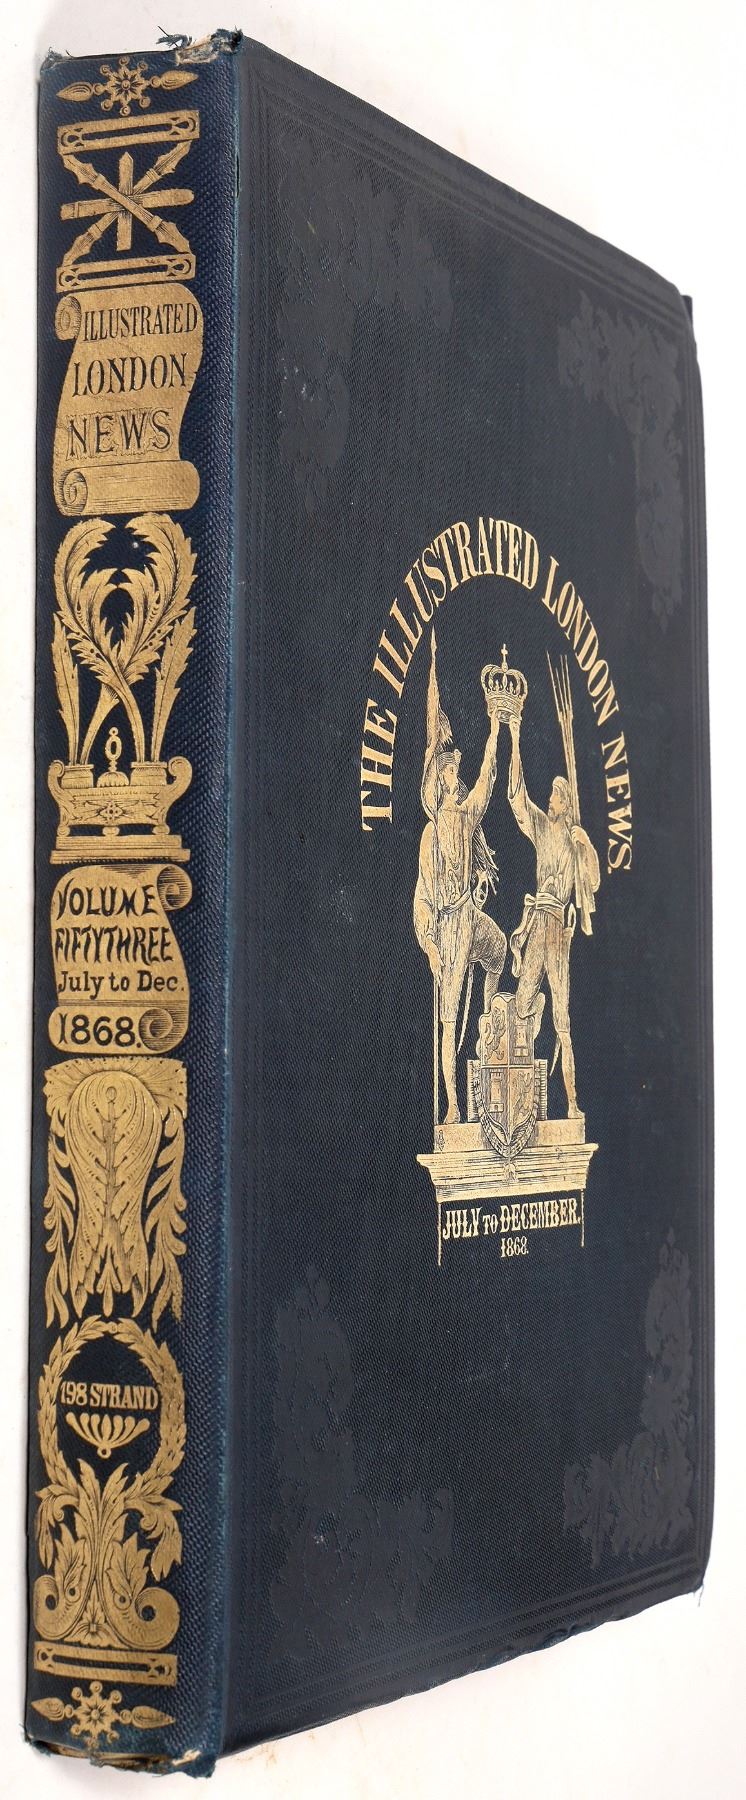 ILLUSTRATED
LONDON
NEWS
VOLUME
FIFTYTHREE
July to Dec.
1868.
198 STRAND
THE ILLUSTRATED LONDON NEWS.
JULY TO DECEMBER.
1868.